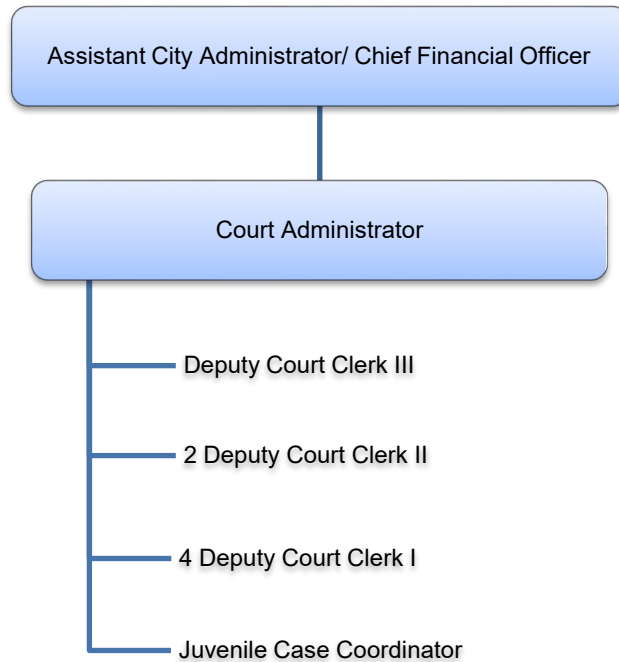 Assistant City Administrator/ Chief Financial Officer
Court Administrator
Deputy Court Clerk III
2 Deputy Court Clerk II
4 Deputy Court Clerk I
Juvenile Case Coordinator